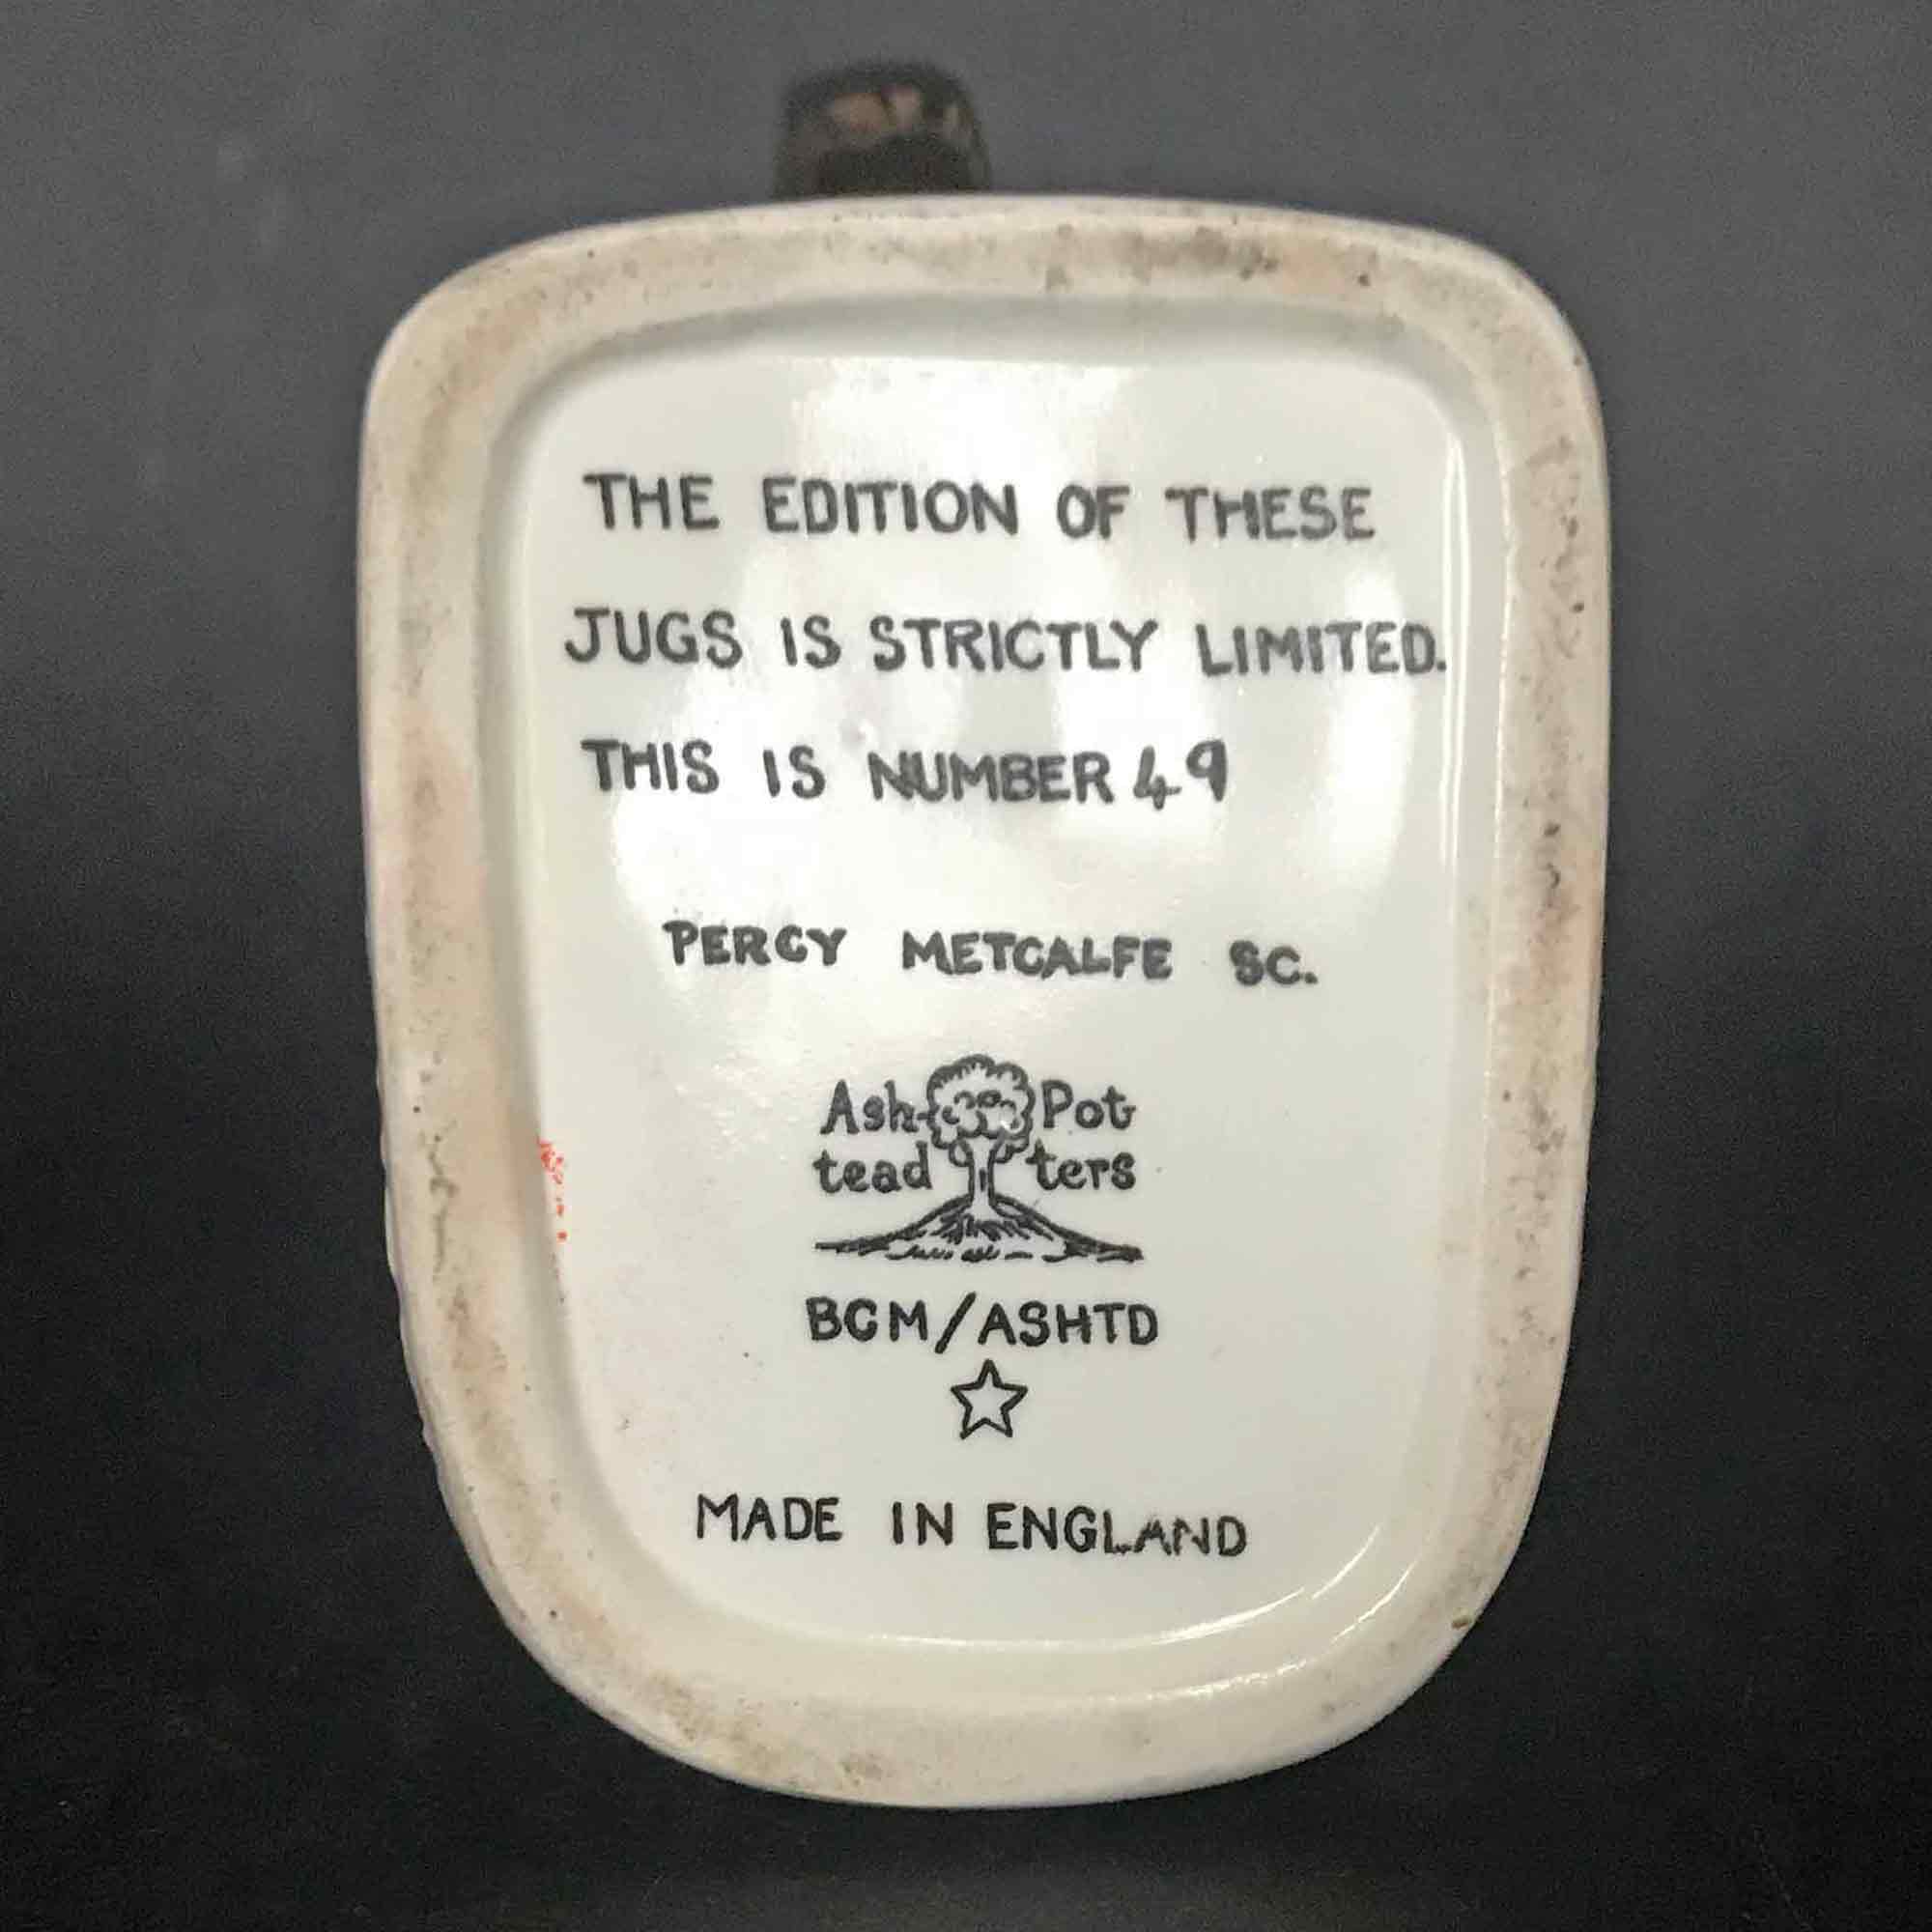 THE EDITION OF THESE
JUGS IS STRICTLY LIMITED.
THIS IS NUMBER 49
PERCY METCALFE SC.
Ash- Pot
tead ters
BCM/ASHTD
MADE IN ENGLAND